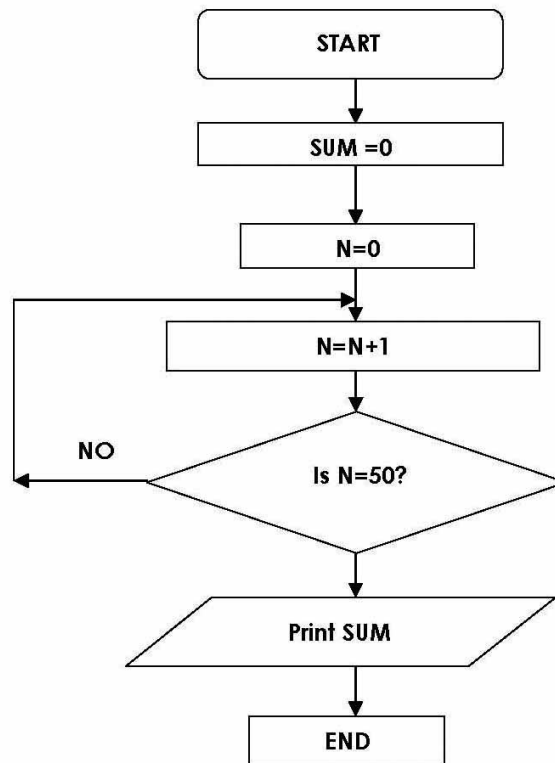 START
SUM =0
N=0
N=N+1
NO
Is N=50?
Print SUM
END